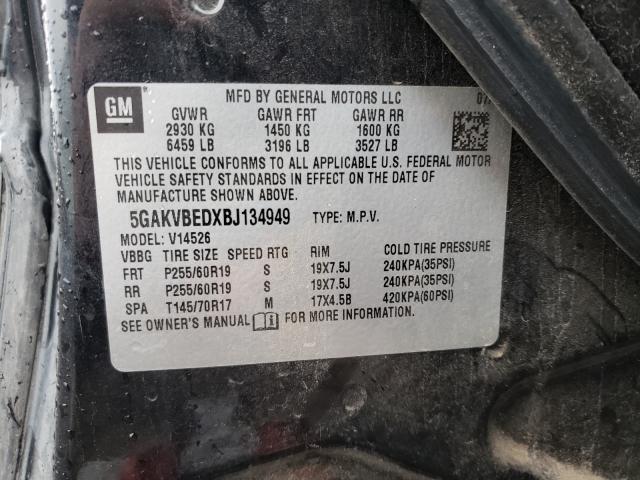 GM
MFD BY GENERAL MOTORS LLC
GVWR GAWR FRT GAWR RR
2930 KG 1450 KG 1600 KG
6459 LB 3196 LB 3527 LB
THIS VEHICLE CONFORMS TO ALL APPLICABLE U.S. FEDERAL MOTOR
VEHICLE SAFETY STANDARDS IN EFFECT ON THE DATE OF
MANUFACTURE SHOWN ABOVE.
5GAKVBEDXBJ134949 TYPE: M.P.V.
MODEL: V14526
VBBG TIRE SIZE SPEED RTG RIM COLD TIRE PRESSURE
FRT P255/60R19 S 19X7.5J 240KPA(35PSI)
RR P255/60R19 S 19X7.5J 240KPA(35PSI)
SPA T145/70R17 M 17X4.5B 420KPA(60PSI)
SEE OWNER'S MANUAL FOR MORE INFORMATION.